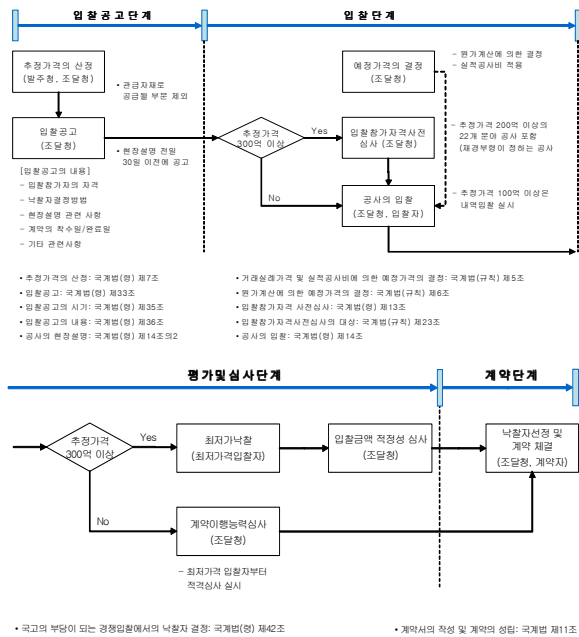 입찰공고단계
입찰단계
추정가격의 산정
(발주청, 조달청)
• 관급자재로
공급될 부문 제외
입찰공고
(조달청)
• 현장설명 전일
30일 이전에 공고
[입찰공고의 내용]
- 입찰참가자의 자격
- 낙찰자결정방법
- 현장설명 관련 사항
- 계약의 착수일/완료일
- 기타 관련사항
추정가격
300억 이상
Yes
No
예정가격의 결정
(조달청)
- 원가계산에 의한 결정
- 실적공사비 적용
입찰참가자격사전
심사 (조달청)
- 추정가격 200억 이상의
22개 분야 공사 포함
(재경부령이 정하는 공사
공사의 입찰
(조달청, 입찰자)
- 추정가격 100억 이상은
내역입찰 실시
• 추정가격의 산정: 국계법(령) 제7조
• 입찰공고: 국계법(령) 제33조
• 입찰공고의 시기: 국계법(령) 제35조
• 입찰공고의 내용: 국계법(령) 제36조
• 공사의 현장설명: 국계법(령) 제14조의2
• 거래실례가격 및 실적공사비에 의한 예정가격의 결정: 국계법(규칙) 제5조
• 원가계산에 의한 예정가격의 결정: 국계법(규칙) 제6조
• 입찰참가자격 사전심사: 국계법(령) 제13조
• 입찰참가자격사전심사의 대상: 국계법(규칙) 제23조
• 공사의 입찰: 국계법(령) 제14조
평가및심사단계
계약단계
추정가격
300억 이상
Yes
No
최저가낙찰
(최저가격입찰자)
입찰금액 적정성 심사
(조달청)
낙찰자선정 및
계약 체결
(조달청, 계약자)
계약이행능력심사
(조달청)
- 최저가격 입찰자부터
적격심사 실시
• 국고의 부담이 되는 경쟁입찰에서의 낙찰자 결정: 국계법(령) 제42조
• 계약서의 작성 및 계약의 성립: 국계법 제11조